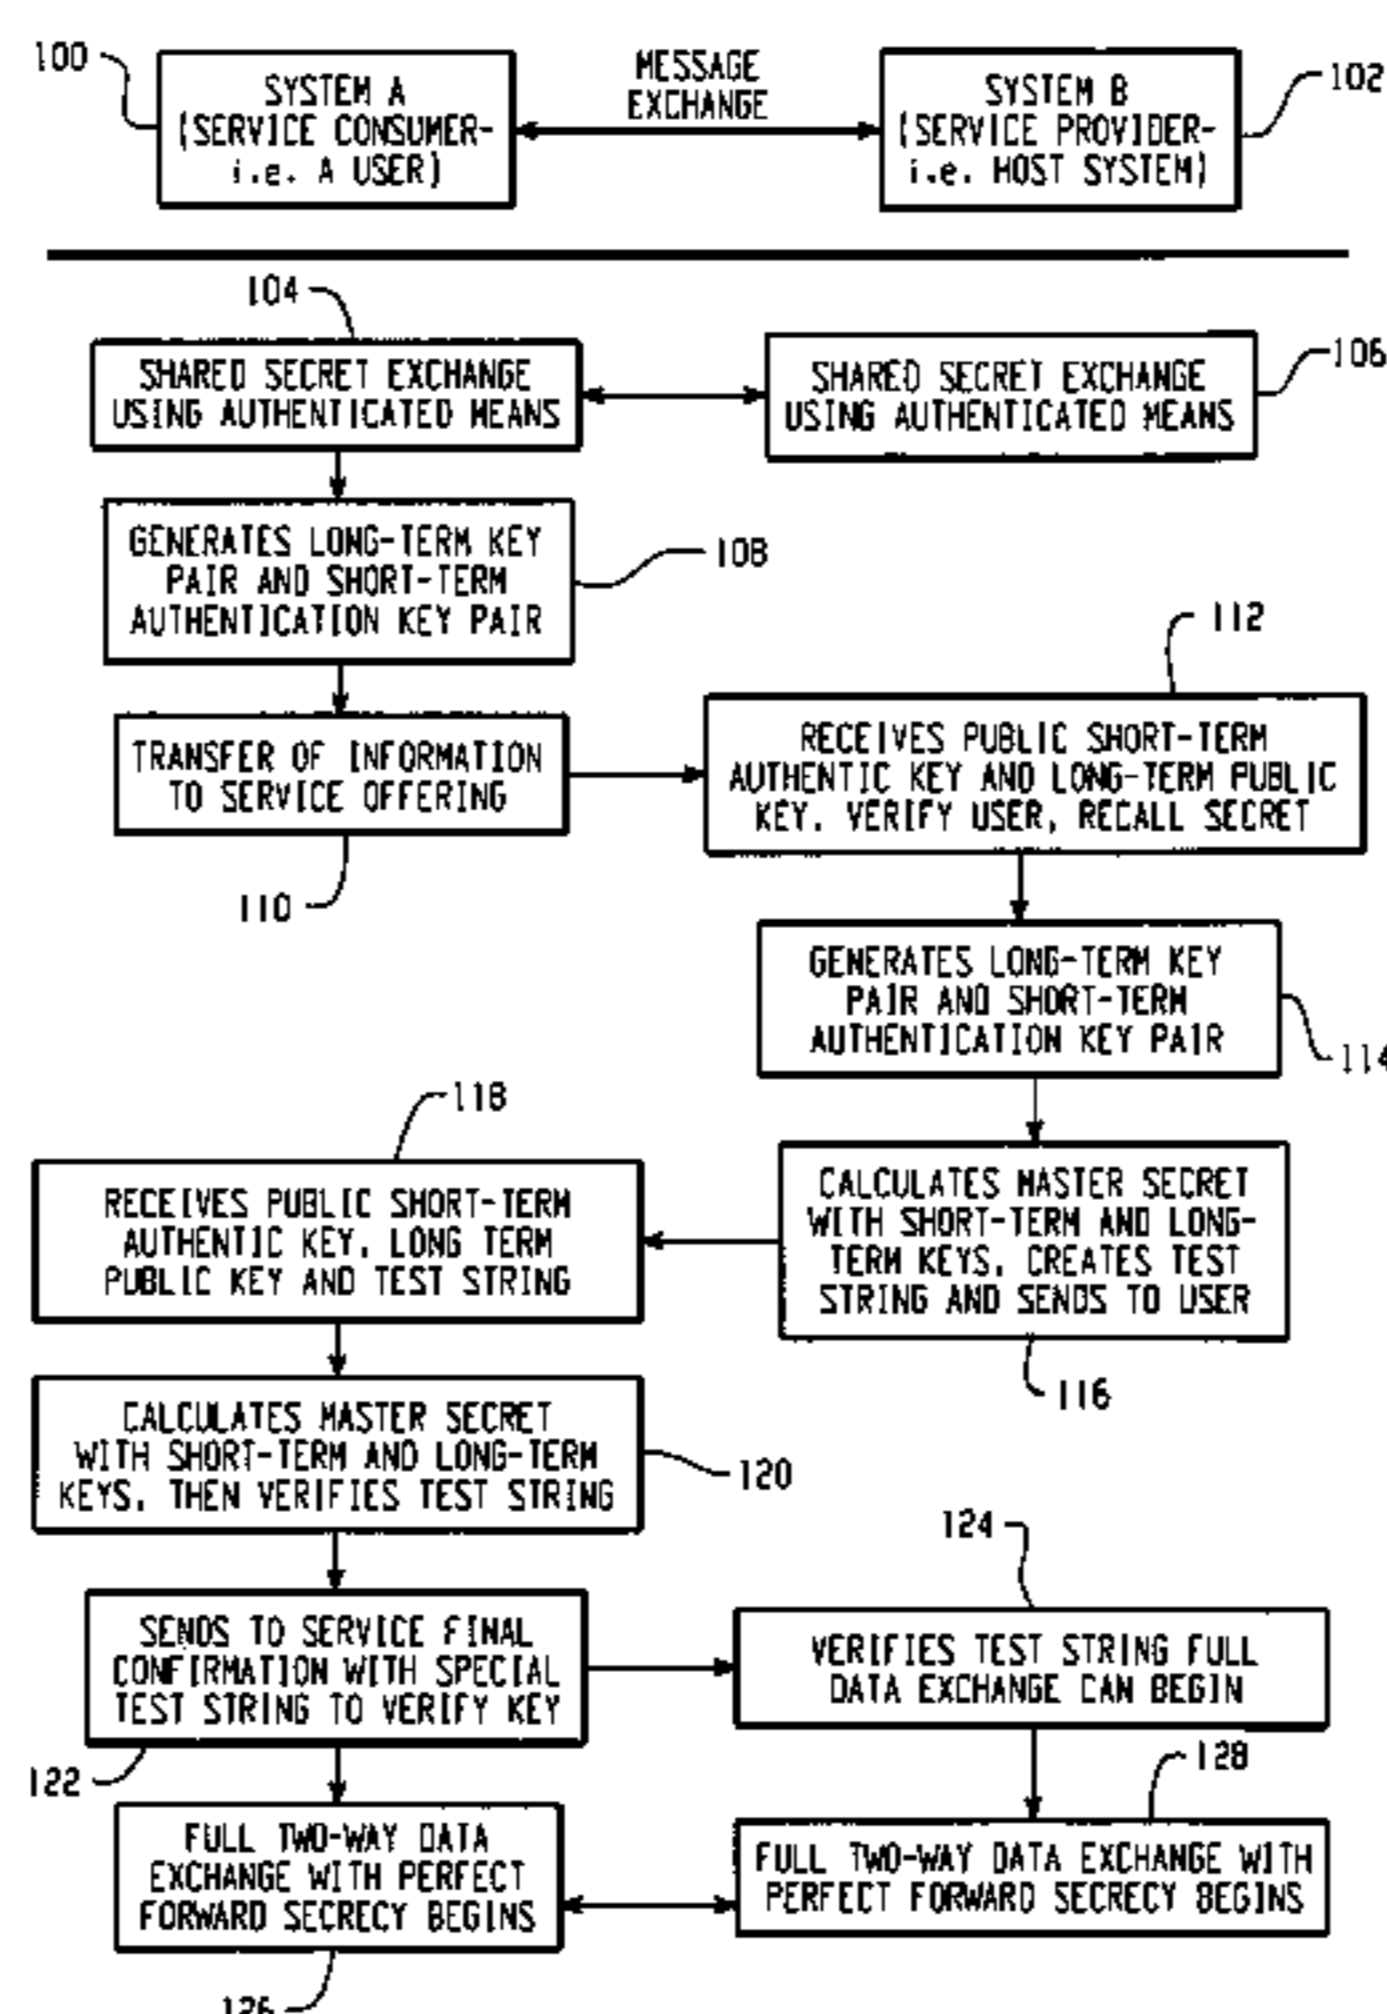 100
SYSTEM A
(SERVICE CONSUMER-
i.e. A USER)
MESSAGE
EXCHANGE
SYSTEM B
(SERVICE PROVIDER-
i.e. HOST SYSTEM)
102
104
SHARED SECRET EXCHANGE
USING AUTHENTICATED MEANS
SHARED SECRET EXCHANGE
USING AUTHENTICATED MEANS
106
GENERATES LONG-TERM KEY
PAIR AND SHORT-TERM
AUTHENTICATION KEY PAIR
108
112
TRANSFER OF INFORMATION
TO SERVICE OFFERING
110
RECEIVES PUBLIC SHORT-TERM
AUTHENTIC KEY AND LONG-TERM PUBLIC
KEY. VERIFY USER, RECALL SECRET
GENERATES LONG-TERM KEY
PAIR AND SHORT-TERM
AUTHENTICATION KEY PAIR
114
118
RECEIVES PUBLIC SHORT-TERM
AUTHENTIC KEY, LONG TERM
PUBLIC KEY AND TEST STRING
CALCULATES MASTER SECRET
WITH SHORT-TERM AND LONG-
TERM KEYS, CREATES TEST
STRING AND SENDS TO USER
116
CALCULATES MASTER SECRET
WITH SHORT-TERM AND LONG-TERM
KEYS, THEN VERIFIES TEST STRING
120
124
SENDS TO SERVICE FINAL
CONFIRMATION WITH SPECIAL
TEST STRING TO VERIFY KEY
122
VERIFIES TEST STRING FULL
DATA EXCHANGE CAN BEGIN
128
FULL TWO-WAY DATA
EXCHANGE WITH PERFECT
FORWARD SECRECY BEGINS
FULL TWO-WAY DATA EXCHANGE WITH
PERFECT FORWARD SECRECY BEGINS
126